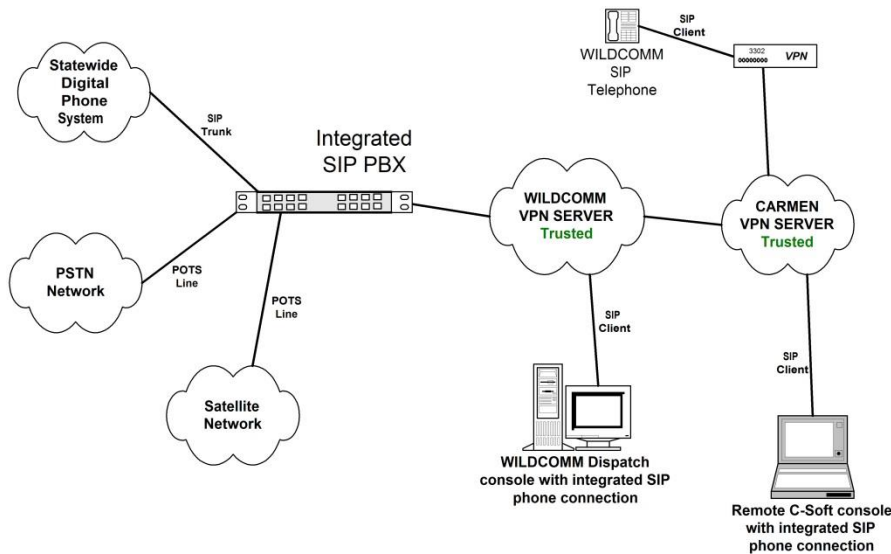 Statewide
Digital
Phone
System
SIP
Trunk
Integrated
SIP PBX
WILDCOMM
SIP
Telephone
SIP
Client
3302
00000000
VPN
WILDCOMM
VPN SERVER
Trusted
CARMEN
VPN SERVER
Trusted
PSTN
Network
POTS
Line
POTS
Line
Satellite
Network
SIP
Client
SIP
Client
WILDCOMM Dispatch
console with integrated SIP
phone connection
Remote C-Soft console
with integrated SIP
phone connection